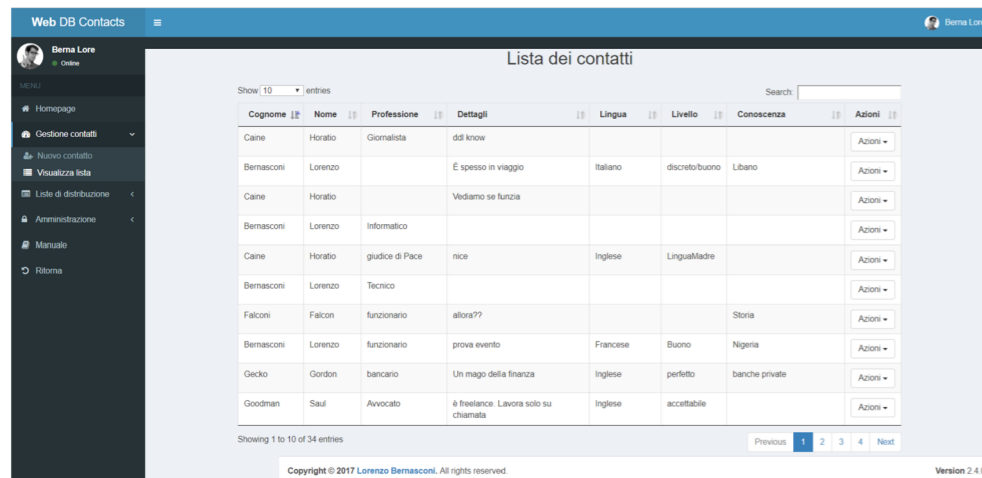 Web DB Contacts
Berna Lore
Berna Lore
Online
MENU
Homepage
Gestione contatti
Nuovo contatto
Visualizza lista
Liste di distribuzione
Amministrazione
Manuale
Ritorna
Lista dei contatti
Show 10 entries
Search:
Cognome Nome Professione Dettagli Lingua Livello Conoscenza Azioni
Caine Horatio Giornalista ddl know Azioni
Bernasconi Lorenzo È spesso in viaggio Italiano discreto/buono Libano Azioni
Caine Horatio Vediamo se funzia Azioni
Bernasconi Lorenzo Informatico Azioni
Caine Horatio giudice di Pace nice Inglese LinguaMadre Azioni
Bernasconi Lorenzo Tecnico Azioni
Falconi Falcon funzionario allora?? Storia Azioni
Bernasconi Lorenzo funzionario prova evento Francese Buono Nigeria Azioni
Gecko Gordon bancario Un mago della finanza Inglese perfetto banche private Azioni
Goodman Saul Avvocato è freelance. Lavora solo su Inglese accettabile Azioni
chiamata
Showing 1 to 10 of 34 entries
Previous 1 2 3 4 Next
Copyright © 2017 Lorenzo Bernasconi. All rights reserved.
Version 2.4.